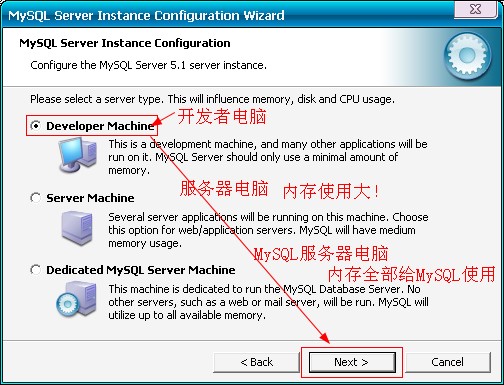 MySQL Server Instance Configuration Wizard
MySQL Server Instance Configuration
Configure the MySQL Server 5.1 server instance.
Please select a server type. This will influence memory, disk and CPU usage.
Developer Machine
开发者电脑
This is a development machine, and many other applications will be
run on it. MySQL Server should only use a minimal amount of
memory.
服务器电脑 内存使用大!
Server Machine
Several server applications will be running on this machine. Choose
this option for web/application servers. MySQL will have medium
memory usage.
MySQL服务器电脑
内存全部给MySQL使用
Dedicated MySQL Server Machine
This machine is dedicated to run the MySQL Database Server. No
other servers, such as a web or mail server, will be run. MySQL will
utilize up to all available memory.
< Back
Next >
Cancel